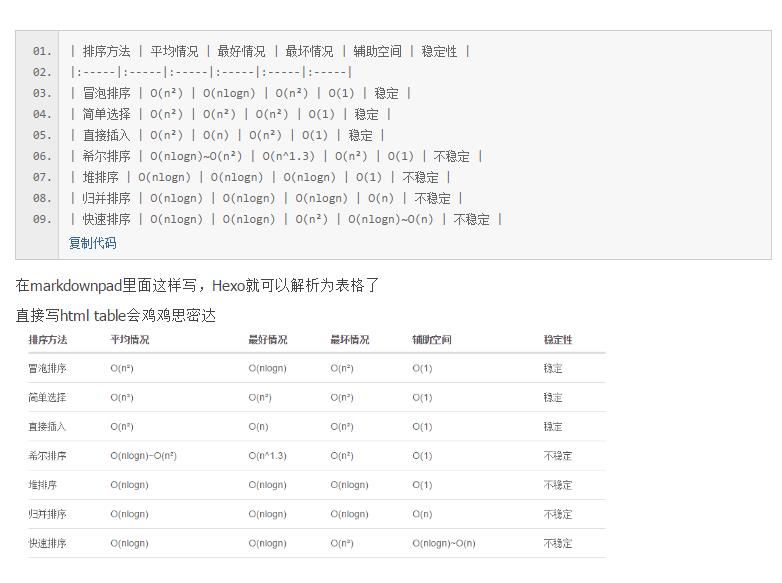 01. | 排序方法 | 平均情况 | 最好情况 | 最坏情况 | 辅助空间 | 稳定性 |
02. |:-----|:-----|:-----|:-----|:-----|:-----|
03. | 冒泡排序 | O(n²) | O(nlogn) | O(n²) | O(1) | 稳定 |
04. | 简单选择 | O(n²) | O(n²) | O(n²) | O(1) | 稳定 |
05. | 直接插入 | O(n²) | O(n) | O(n²) | O(1) | 稳定 |
06. | 希尔排序 | O(nlogn)~O(n²) | O(n^1.3) | O(n²) | O(1) | 不稳定 |
07. | 堆排序 | O(nlogn) | O(nlogn) | O(nlogn) | O(1) | 不稳定 |
08. | 归并排序 | O(nlogn) | O(nlogn) | O(nlogn) | O(n) | 不稳定 |
09. | 快速排序 | O(nlogn) | O(nlogn) | O(n²) | O(nlogn)~O(n) | 不稳定 |
复制代码
在markdownpad里面这样写，Hexo就可以解析为表格了
直接写html table会鸡鸡思密达
排序方法 平均情况 最好情况 最坏情况 辅助空间 稳定性
冒泡排序 O(n²) O(nlogn) O(n²) O(1) 稳定
简单选择 O(n²) O(n²) O(n²) O(1) 稳定
直接插入 O(n²) O(n) O(n²) O(1) 稳定
希尔排序 O(nlogn)~O(n²) O(n^1.3) O(n²) O(1) 不稳定
堆排序 O(nlogn) O(nlogn) O(nlogn) O(1) 不稳定
归并排序 O(nlogn) O(nlogn) O(nlogn) O(n) 不稳定
快速排序 O(nlogn) O(nlogn) O(n²) O(nlogn)~O(n) 不稳定